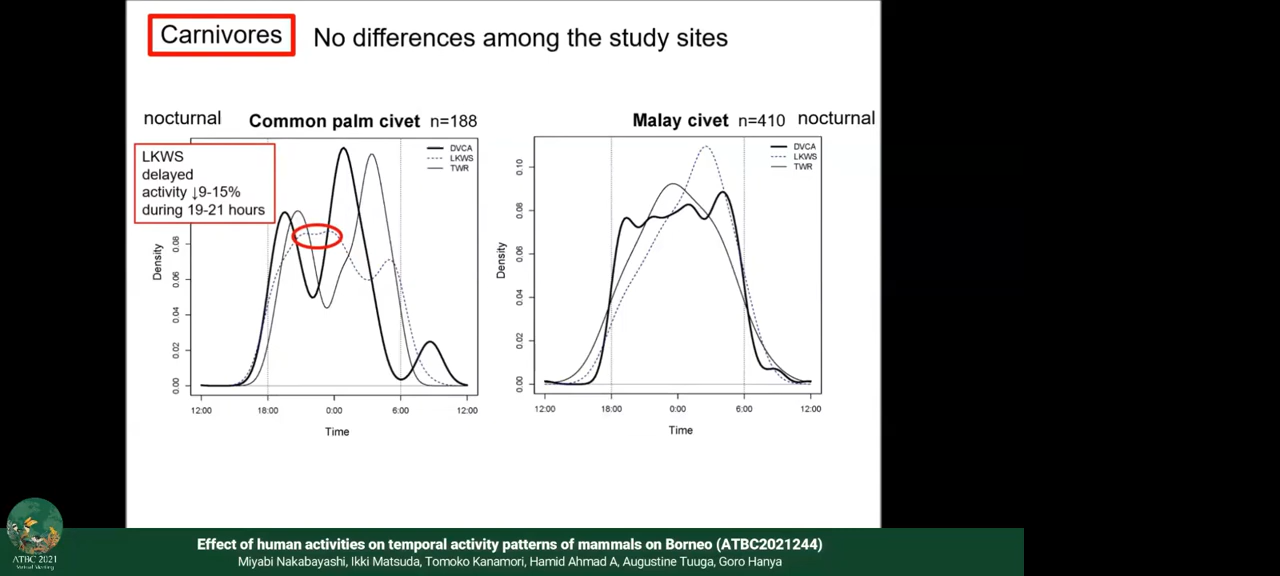 Carnivores
No differences among the study sites
nocturnal
Common palm civet n=188
LKWS
delayed
activity ↓9-15%
during 19-21 hours
DVCA
LKWS
TWR
Density
0.08
0.06
0.04
0.02
0.00
12:00 18:00 0:00 6:00 12:00
Time
Malay civet n=410
nocturnal
DVCA
LKWS
TWR
Density
0.10
0.08
0.06
0.04
0.02
0.00
12:00 18:00 0:00 6:00 12:00
Time
ATBC 2021
Virtual Meeting
Effect of human activities on temporal activity patterns of mammals on Borneo (ATBC2021244)
Miyabi Nakabayashi, Ikki Matsuda, Tomoko Kanamori, Hamid Ahmad A, Augustine Tuuga, Goro Hanya